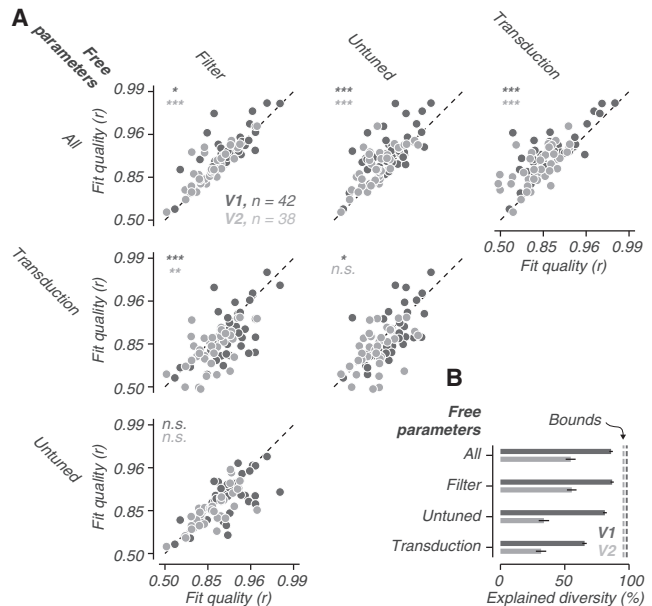 A
Free parameters
Filter
Untuned
Transduction
All
Fit quality (r)
0.99
0.96
0.85
0.50
*
***
V1, n = 42
V2, n = 38
***
***
***
***
0.50 0.85 0.96 0.99
Fit quality (r)
Transduction
Fit quality (r)
0.99
0.96
0.85
0.50
***
**
*
n.s.
Untuned
Fit quality (r)
0.99
0.96
0.85
0.50
n.s.
n.s.
0.50 0.85 0.96 0.99
Fit quality (r)
B
Free parameters
Bounds
All
Filter
Untuned
Transduction
V1
V2
0 50 100
Explained diversity (%)